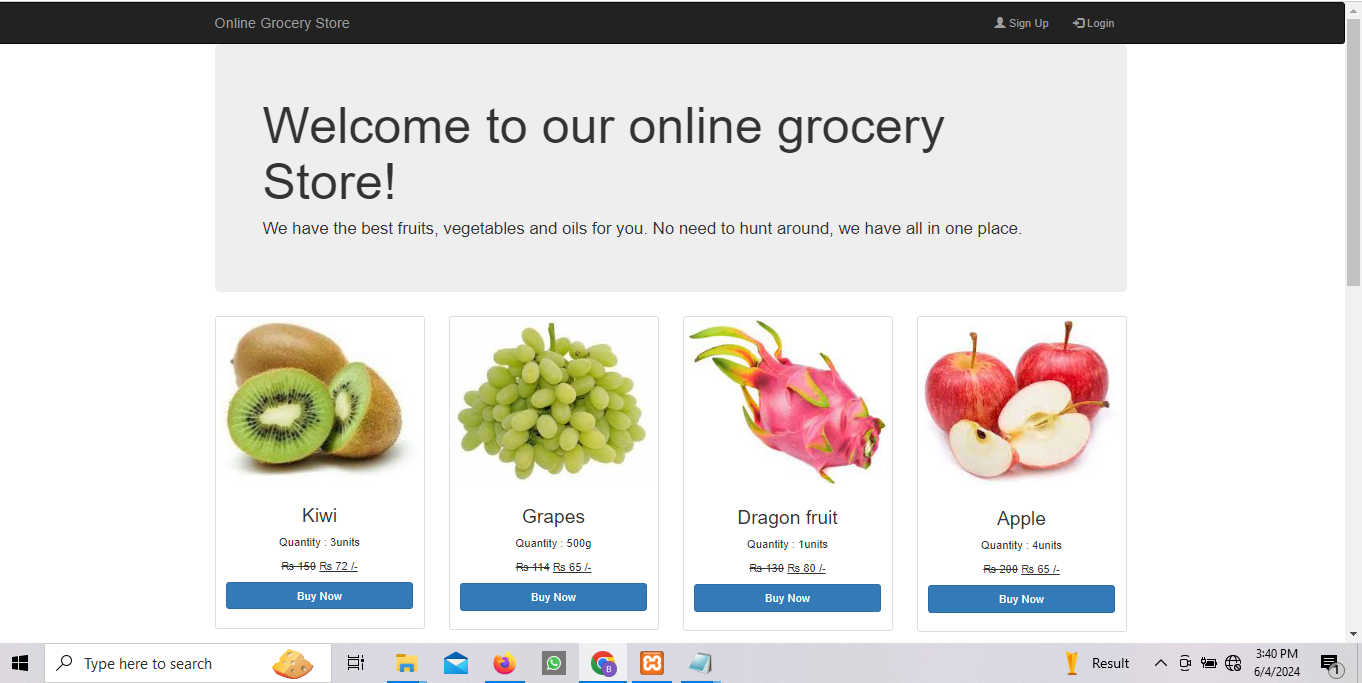 Online Grocery Store
Sign Up
Login
Welcome to our online grocery
Store!
We have the best fruits, vegetables and oils for you. No need to hunt around, we have all in one place.
Kiwi
Quantity : 3units
Rs 150 Rs 72 /-
Buy Now
Grapes
Quantity : 500g
Rs 114 Rs 65 /-
Buy Now
Dragon fruit
Quantity : 1units
Rs 130 Rs 80 /-
Buy Now
Apple
Quantity : 4units
Rs 200 Rs 65 /-
Buy Now
Type here to search
B
Result
3:40 PM
6/4/2024
1